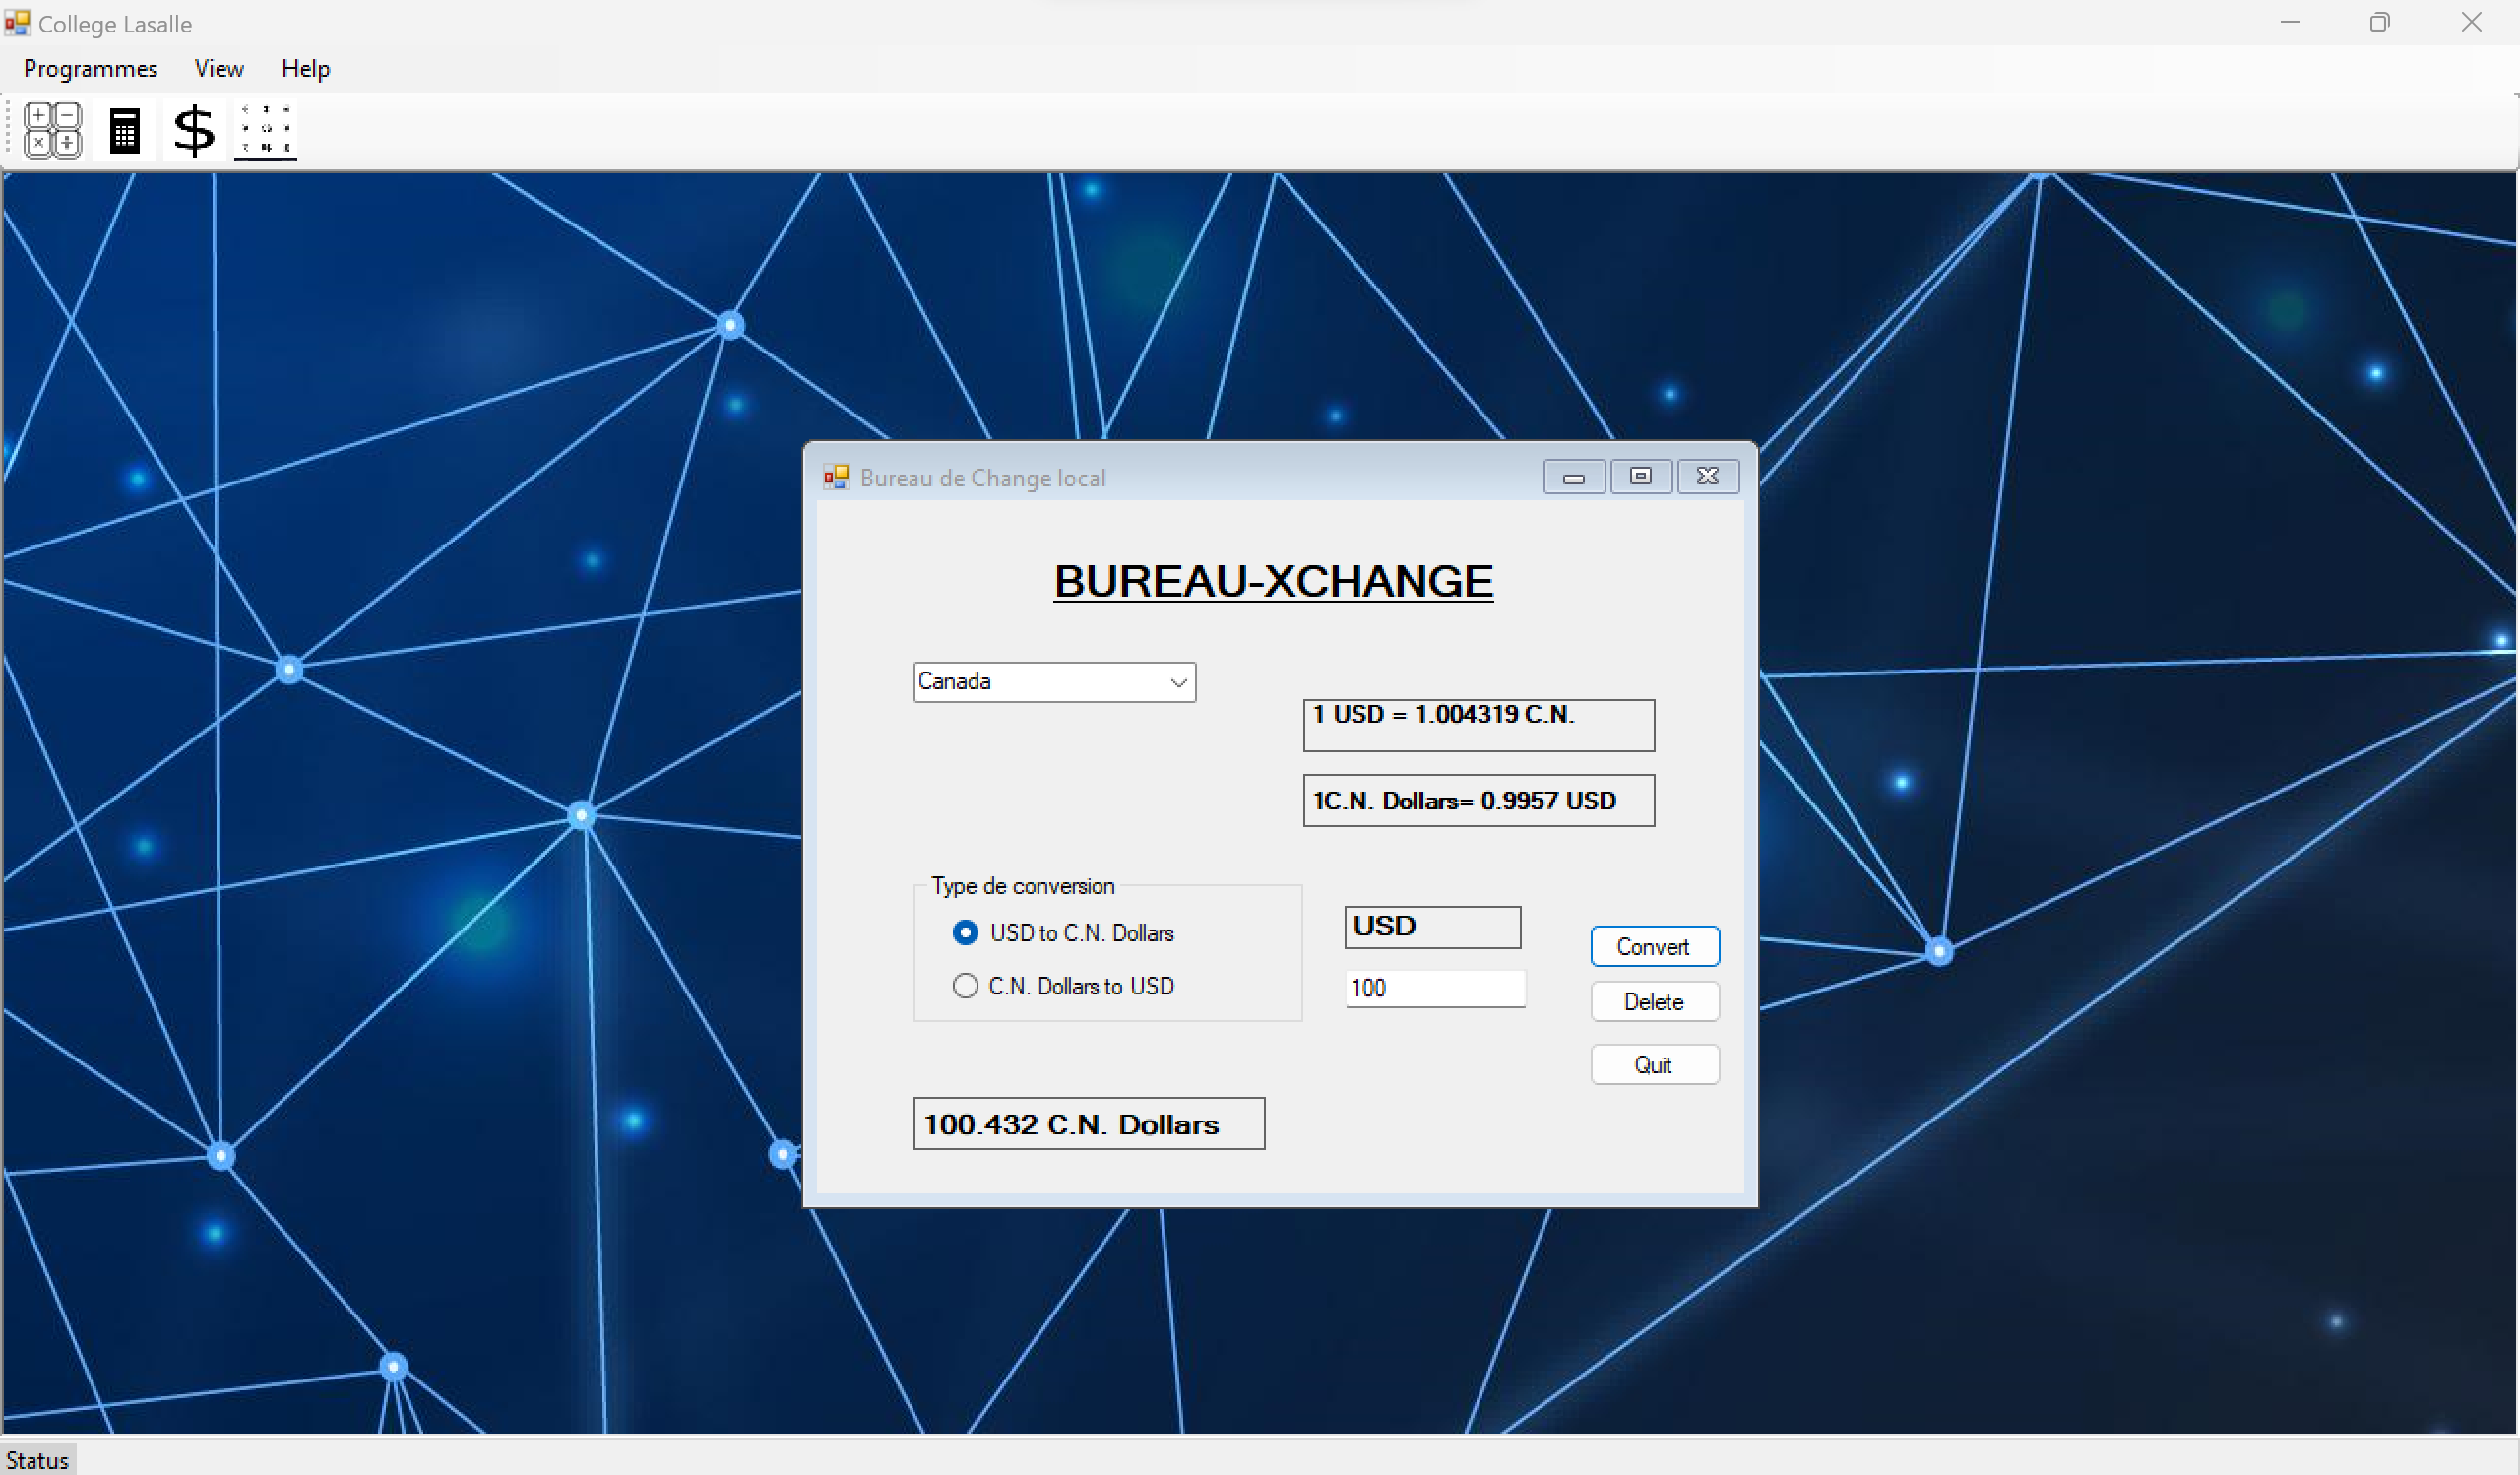 College Lasalle
Programmes View Help
Bureau de Change local
BUREAU-XCHANGE
Canada
1 USD = 1.004319 C.N.
1C.N. Dollars= 0.9957 USD
Type de conversion
USD to C.N. Dollars
C.N. Dollars to USD
USD
100
Convert
Delete
Quit
100.432 C.N. Dollars
Status